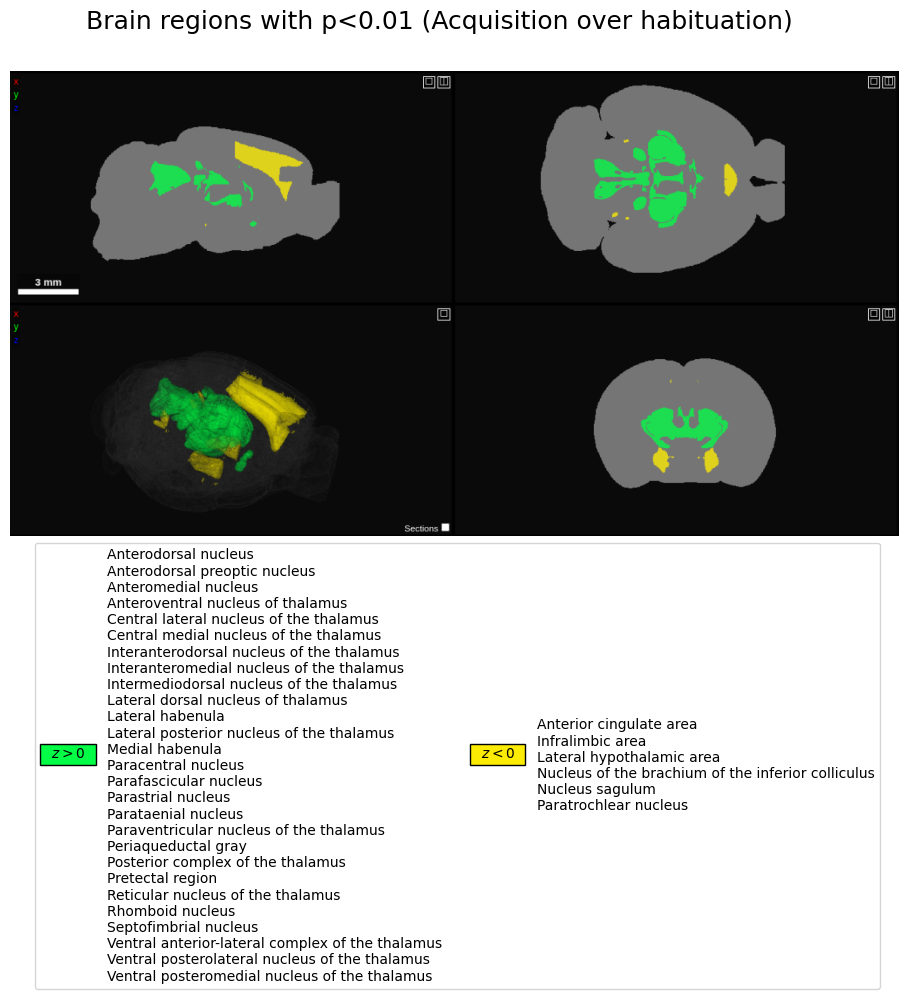 Brain regions with p<0.01 (Acquisition over habituation)
x
y
z
3 mm
x
y
z
Sections
z > 0
Anterodorsal nucleus
Anterodorsal preoptic nucleus
Anteromedial nucleus
Anteroventral nucleus of thalamus
Central lateral nucleus of the thalamus
Central medial nucleus of the thalamus
Interanterodorsal nucleus of the thalamus
Interanteromedial nucleus of the thalamus
Intermediodorsal nucleus of the thalamus
Lateral dorsal nucleus of thalamus
Lateral habenula
Lateral posterior nucleus of the thalamus
Medial habenula
Paracentral nucleus
Parafascicular nucleus
Parastrial nucleus
Parataenial nucleus
Paraventricular nucleus of the thalamus
Periaqueductal gray
Posterior complex of the thalamus
Pretectal region
Reticular nucleus of the thalamus
Rhomboid nucleus
Septofimbrial nucleus
Ventral anterior-lateral complex of the thalamus
Ventral posterolateral nucleus of the thalamus
Ventral posteromedial nucleus of the thalamus
z < 0
Anterior cingulate area
Infralimbic area
Lateral hypothalamic area
Nucleus of the brachium of the inferior colliculus
Nucleus sagulum
Paratrochlear nucleus